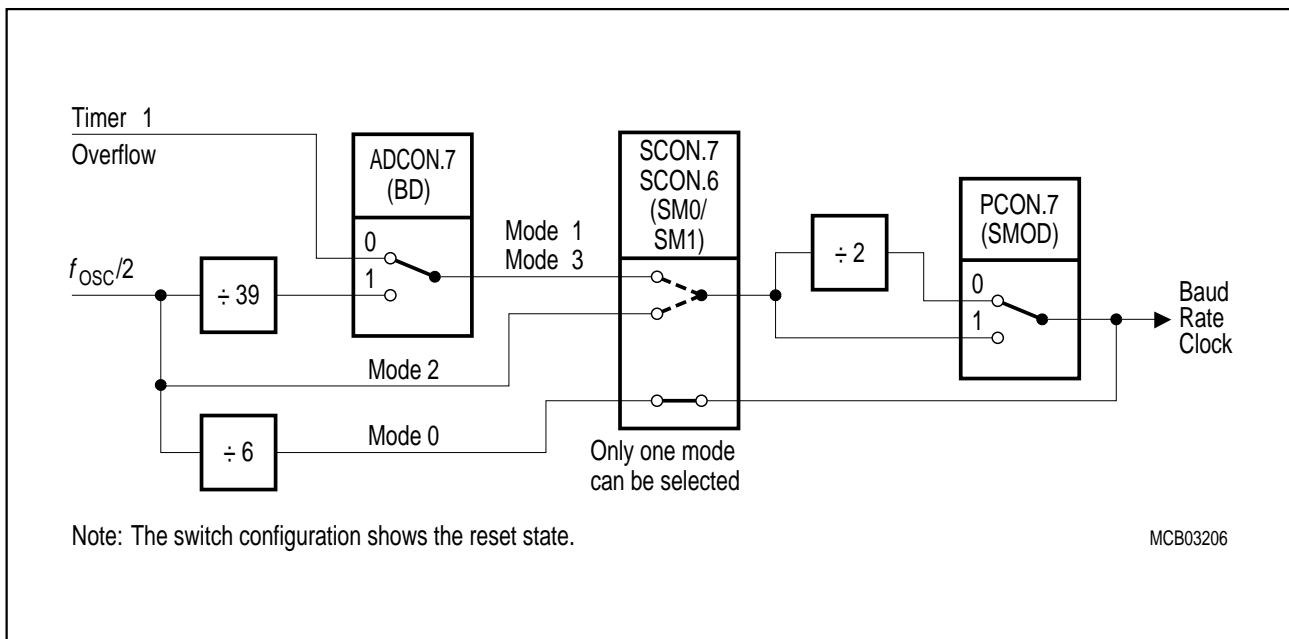 Timer 1
Overflow
ADCON.7
(BD)
0
1
f OSC/2
÷ 39
Mode 1
Mode 3
Mode 2
÷ 6
Mode 0
SCON.7
SCON.6
(SM0/
SM1)
Only one mode
can be selected
÷ 2
PCON.7
(SMOD)
0
1
Baud
Rate
Clock
Note: The switch configuration shows the reset state.
MCB03206